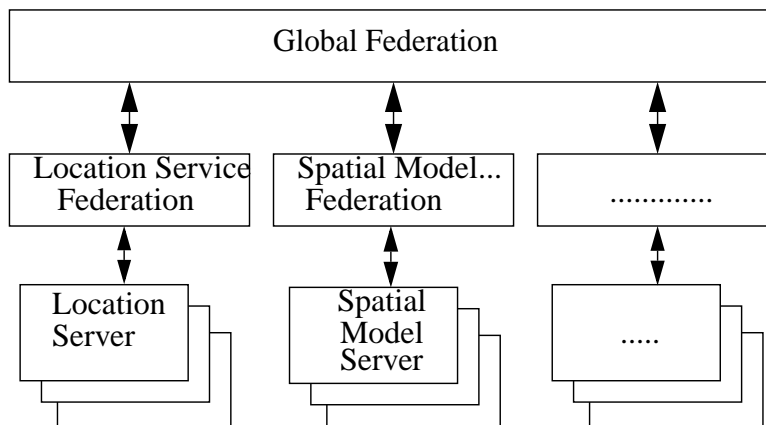 Global Federation
Location Service
Federation
Spatial Model...
Federation
.............
Location
Server
Spatial
Model
Server
.....